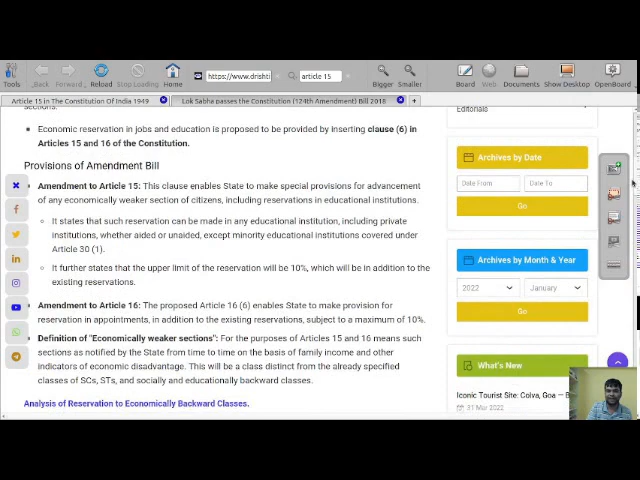 Tools Back Forward Reload Stop Loading Home https://www.drishti article 15 Bigger Smaller Board Web Documents Show Desktop OpenBoard
Article 15 in The Constitution Of India 1949 Lok Sabha passes the Constitution (124th Amendment) Bill 2018
sections.
Economic reservation in jobs and education is proposed to be provided by inserting clause (6) in
Articles 15 and 16 of the Constitution.
Provisions of Amendment Bill
Amendment to Article 15: This clause enables State to make special provisions for advancement
of any economically weaker section of citizens, including reservations in educational institutions.
It states that such reservation can be made in any educational institution, including private
institutions, whether aided or unaided, except minority educational institutions covered under
Article 30 (1).
It further states that the upper limit of the reservation will be 10%, which will be in addition to the
existing reservations.
Amendment to Article 16: The proposed Article 16 (6) enables State to make provision for
reservation in appointments, in addition to the existing reservations, subject to a maximum of 10%.
Definition of "Economically weaker sections": For the purposes of Articles 15 and 16 means such
sections as notified by the State from time to time on the basis of family income and other
indicators of economic disadvantage. This will be a class distinct from the already specified
classes of SCs, STs, and socially and educationally backward classes.
Analysis of Reservation to Economically Backward Classes.
Editorials
Archives by Date
Date From Date To
Go
Archives by Month & Year
2022 January
Go
What's New
Iconic Tourist Site: Colva, Goa — B
31 Mar 2022